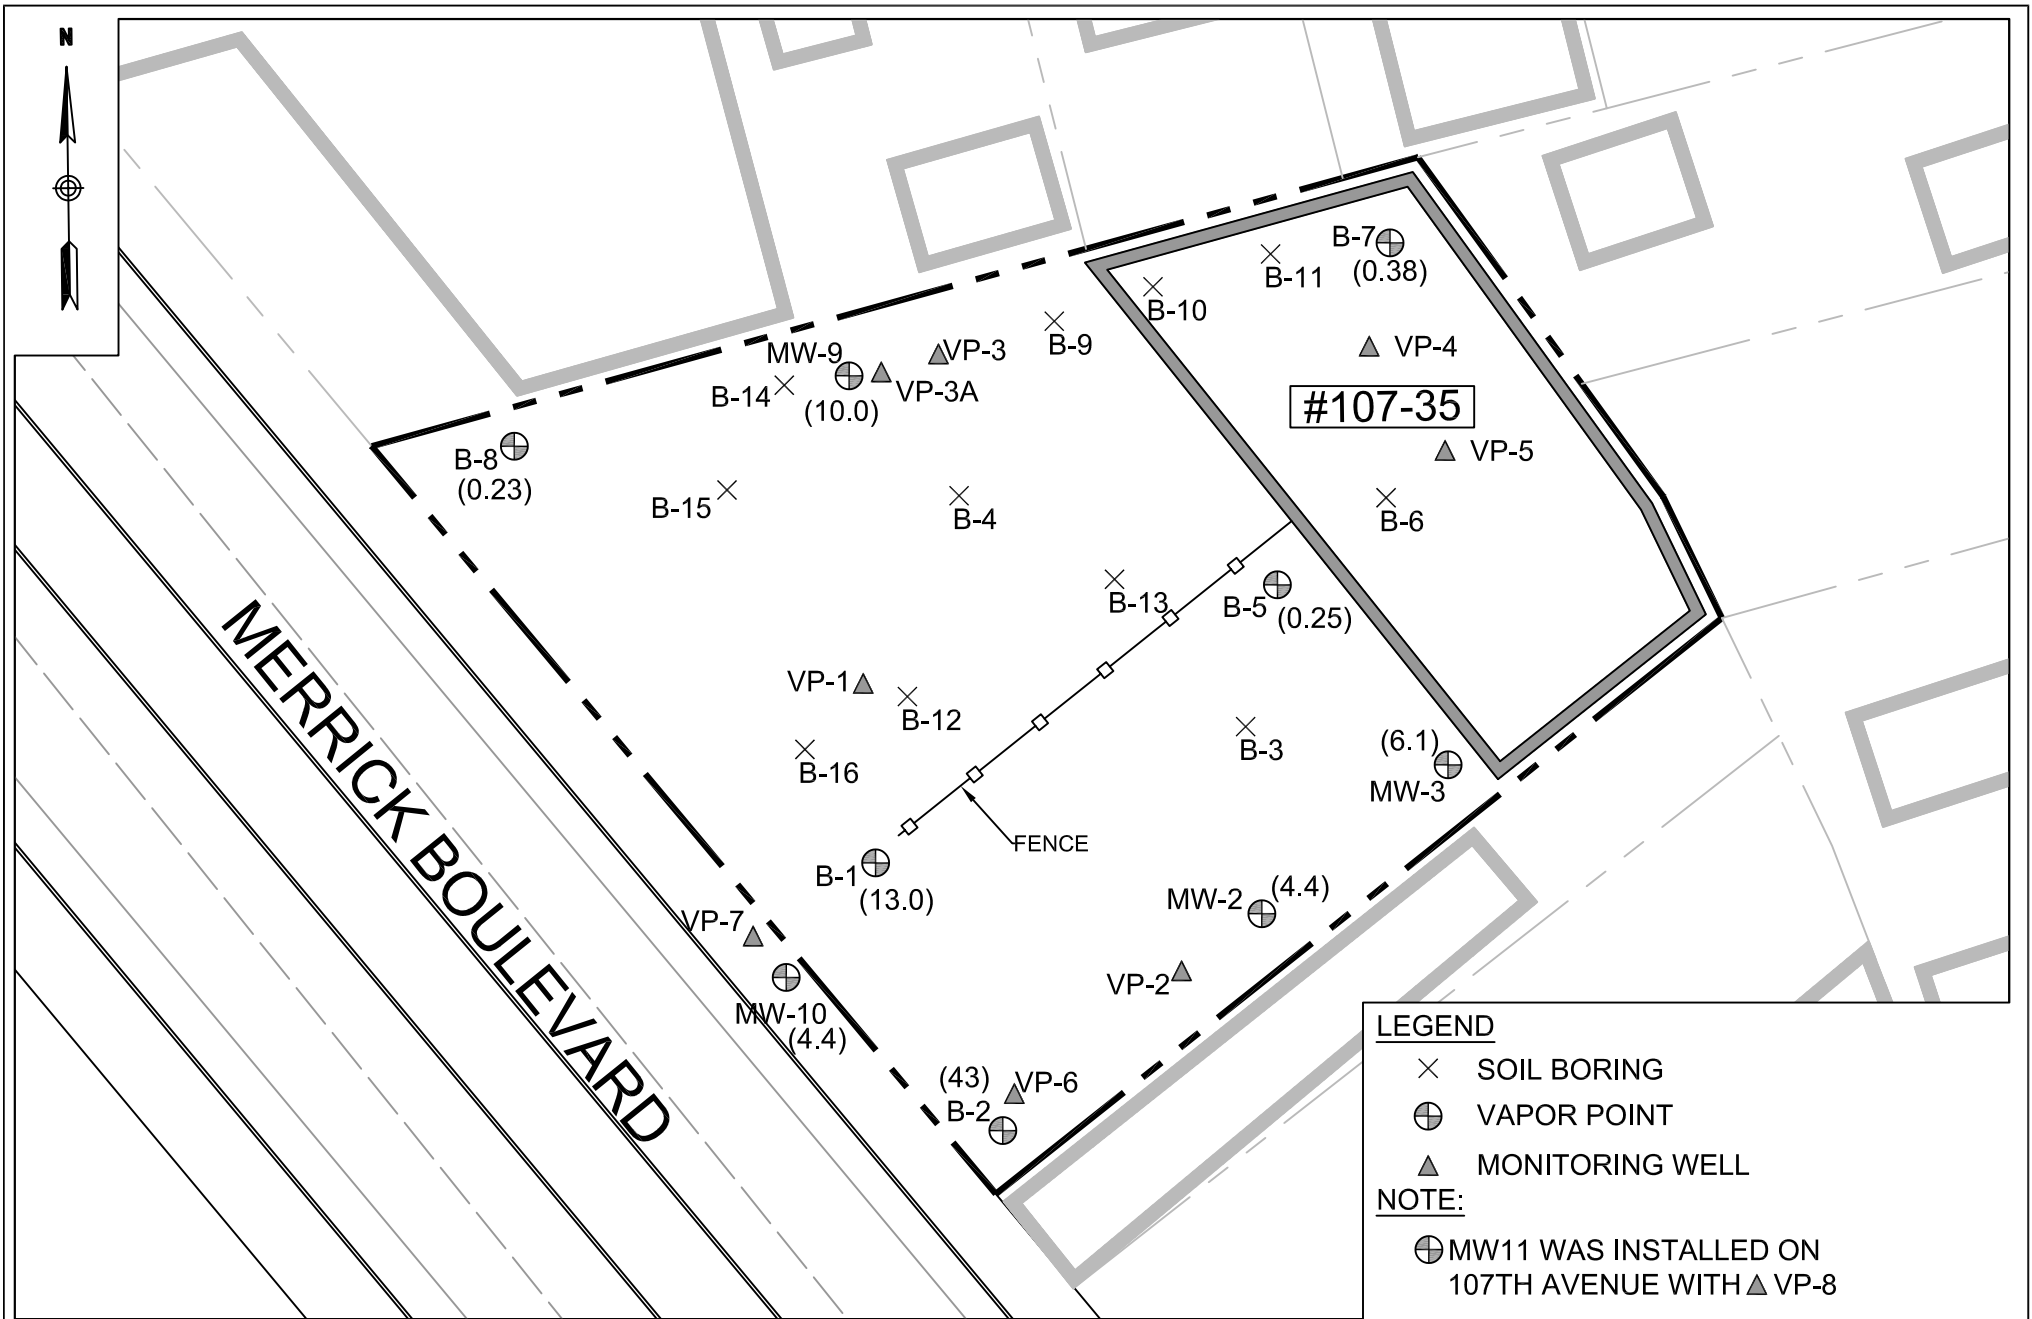 N
B-7
(0.38)
B-11
B-10
B-9
VP-4
VP-3
MW-9
VP-3A
B-14
(10.0)
#107-35
B-8
(0.23)
VP-5
B-15
B-4
B-6
B-13
B-5
(0.25)
VP-1
B-12
B-16
B-3
(6.1)
MW-3
FENCE
B-1
(13.0)
MW-2
(4.4)
VP-7
VP-2
MW-10
(4.4)
(43)
VP-6
B-2
MERRICK BOULEVARD
LEGEND
SOIL BORING
VAPOR POINT
MONITORING WELL
NOTE:
MW11 WAS INSTALLED ON
107TH AVENUE WITH VP-8